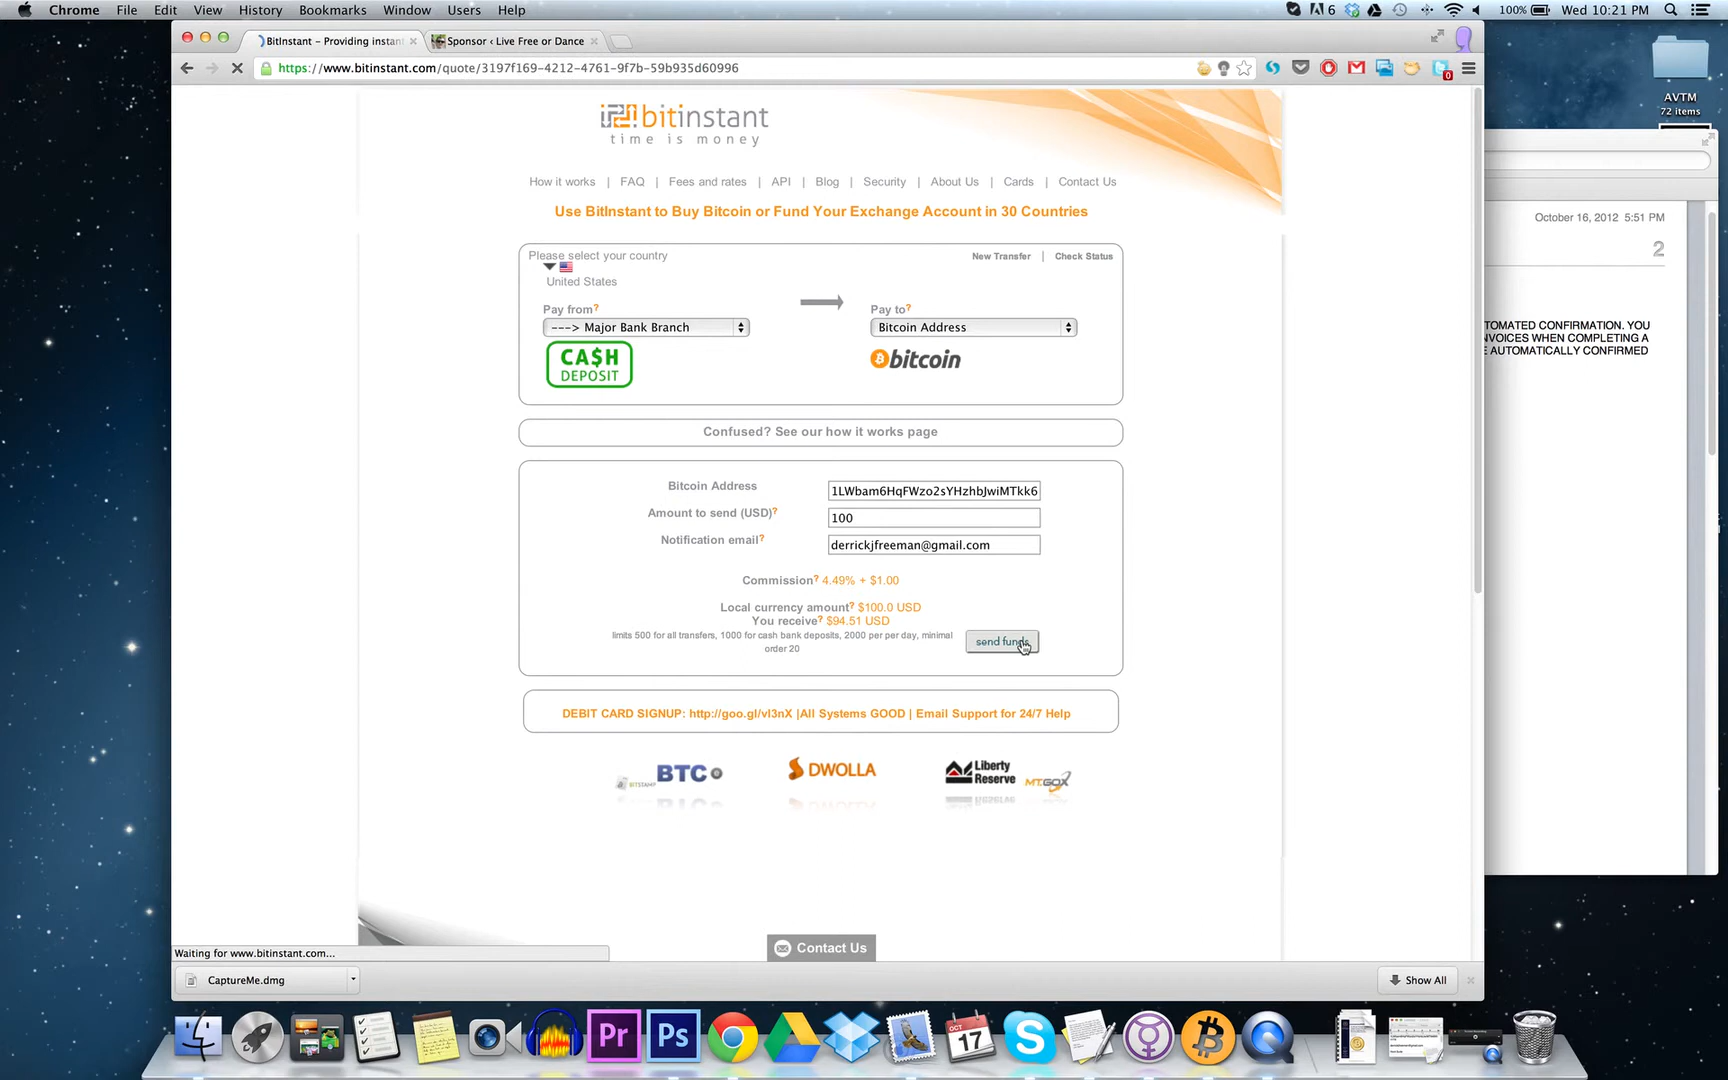 Chrome File Edit View History Bookmarks Window Users Help
6
100% Wed 10:21 PM
BitInstant – Providing instant
Sponsor ‹ Live Free or Dance
https://www.bitinstant.com/quote/3197f169-4212-4761-9f7b-59b935d60996
0
AVTM
72 items
bitinstant
time is money
How it works | FAQ | Fees and rates | API | Blog | Security | About Us | Cards | Contact Us
Use BitInstant to Buy Bitcoin or Fund Your Exchange Account in 30 Countries
October 16, 2012 5:51 PM
2
Please select your country
New Transfer | Check Status
United States
Pay from?
Pay to?
---> Major Bank Branch
Bitcoin Address
CA$H
DEPOSIT
bitcoin
TOMATED CONFIRMATION. YOU
NVOICES WHEN COMPLETING A
E AUTOMATICALLY CONFIRMED
Confused? See our how it works page
Bitcoin Address
1LWbam6HqFWzo2sYHzhbJwiMTkk6
Amount to send (USD)?
100
Notification email?
derrickjfreeman@gmail.com
Commission? 4.49% + $1.00
Local currency amount? $100.0 USD
You receive? $94.51 USD
limits 500 for all transfers, 1000 for cash bank deposits, 2000 per per day, minimal
order 20
send funds
DEBIT CARD SIGNUP: http://goo.gl/vl3nX |All Systems GOOD | Email Support for 24/7 Help
BITSTAMP
BTC
DWOLLA
Liberty
Reserve
MT.GOX
Contact Us
Waiting for www.bitinstant.com...
CaptureMe.dmg
Show All
Pr
Ps
OCT
17